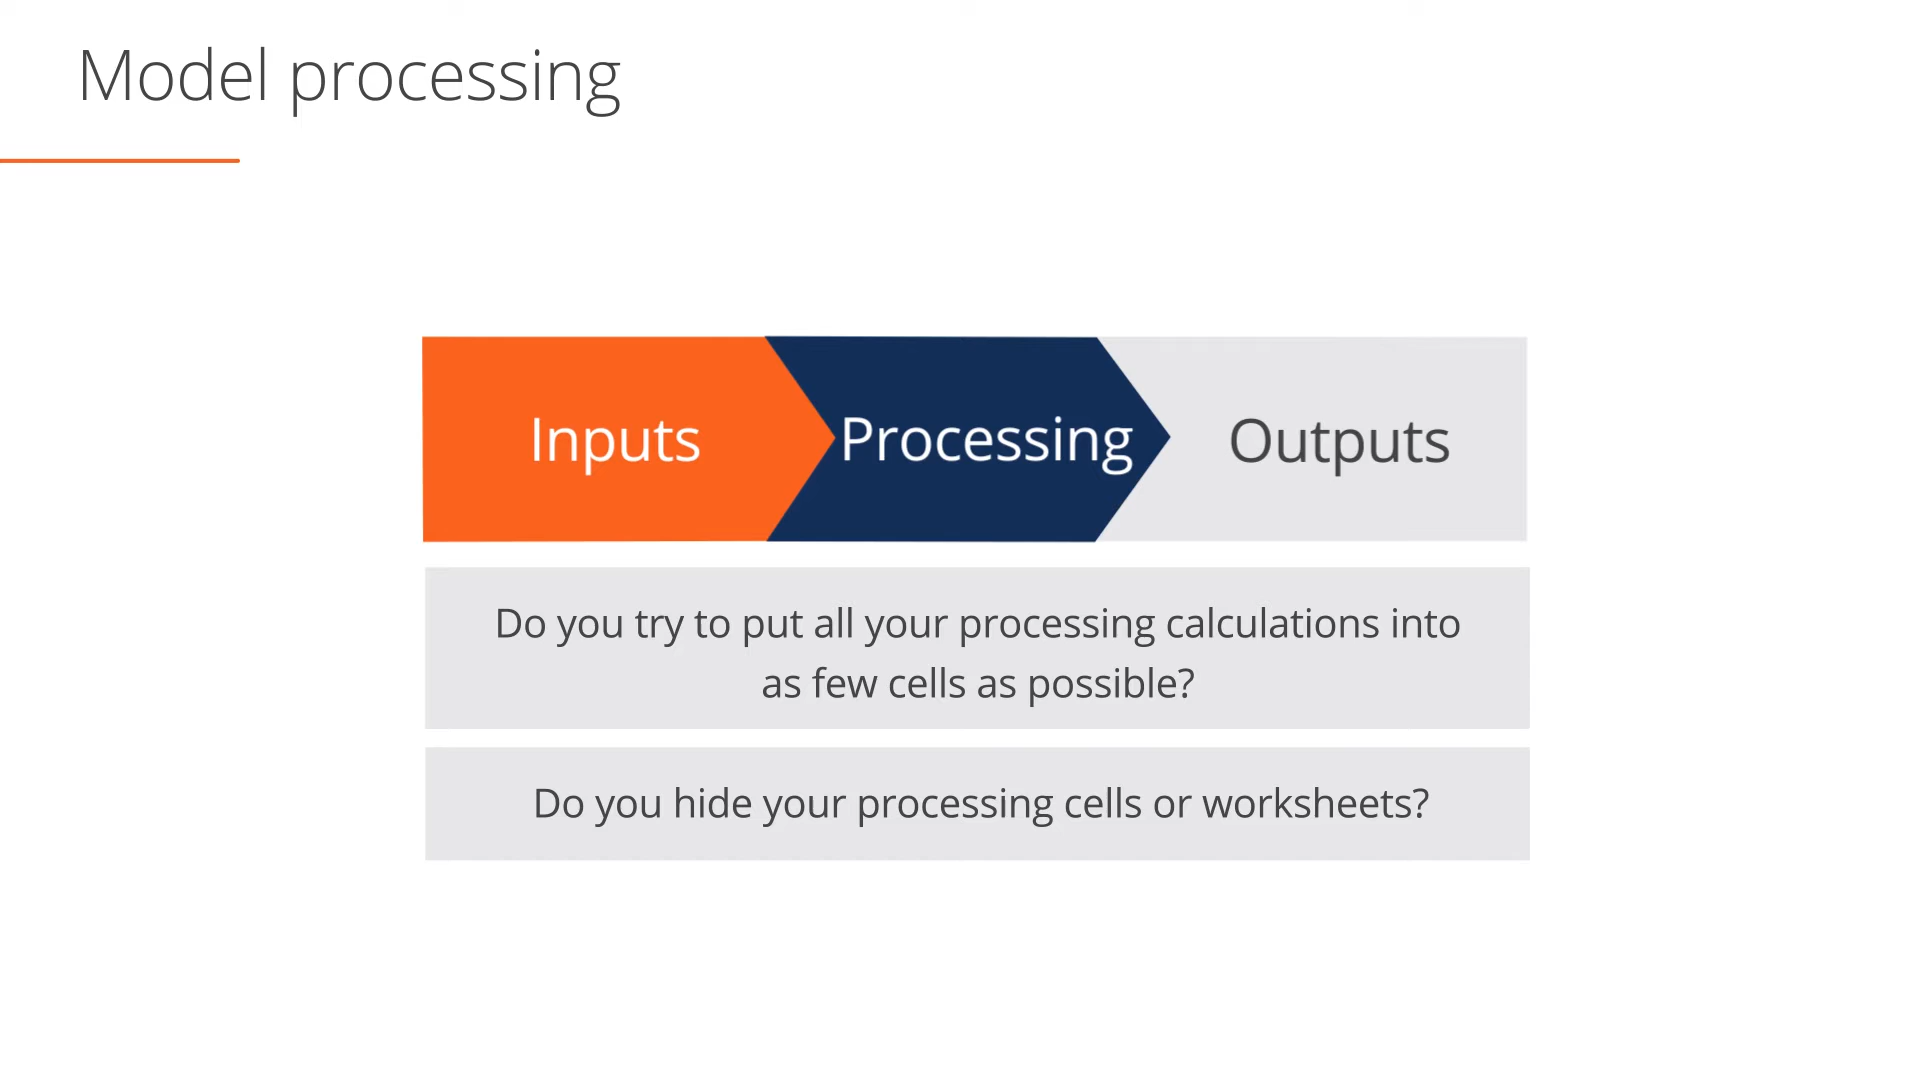 Model processing
Inputs
Processing
Outputs
Do you try to put all your processing calculations into
as few cells as possible?
Do you hide your processing cells or worksheets?